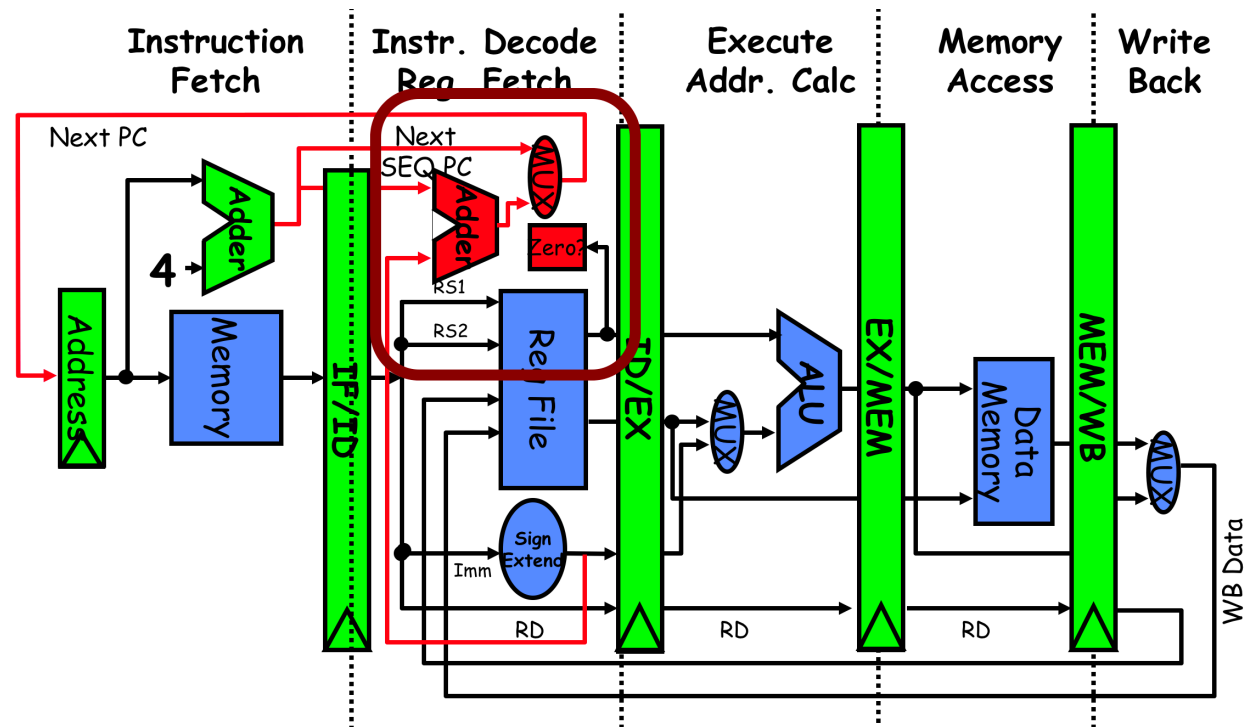 Instruction
Fetch
Instr. Decode
Reg. Fetch
Execute
Addr. Calc
Memory
Access
Write
Back
Next PC
Next
SEQ PC
MUX
Adder
Adder
Zero?
4
RS1
RS2
Address
Memory
IF/ID
Reg File
ID/EX
MUX
ALU
EX/MEM
Data
Memory
MEM/WB
MUX
Sign
Extend
Imm
RD
RD
RD
WB Data